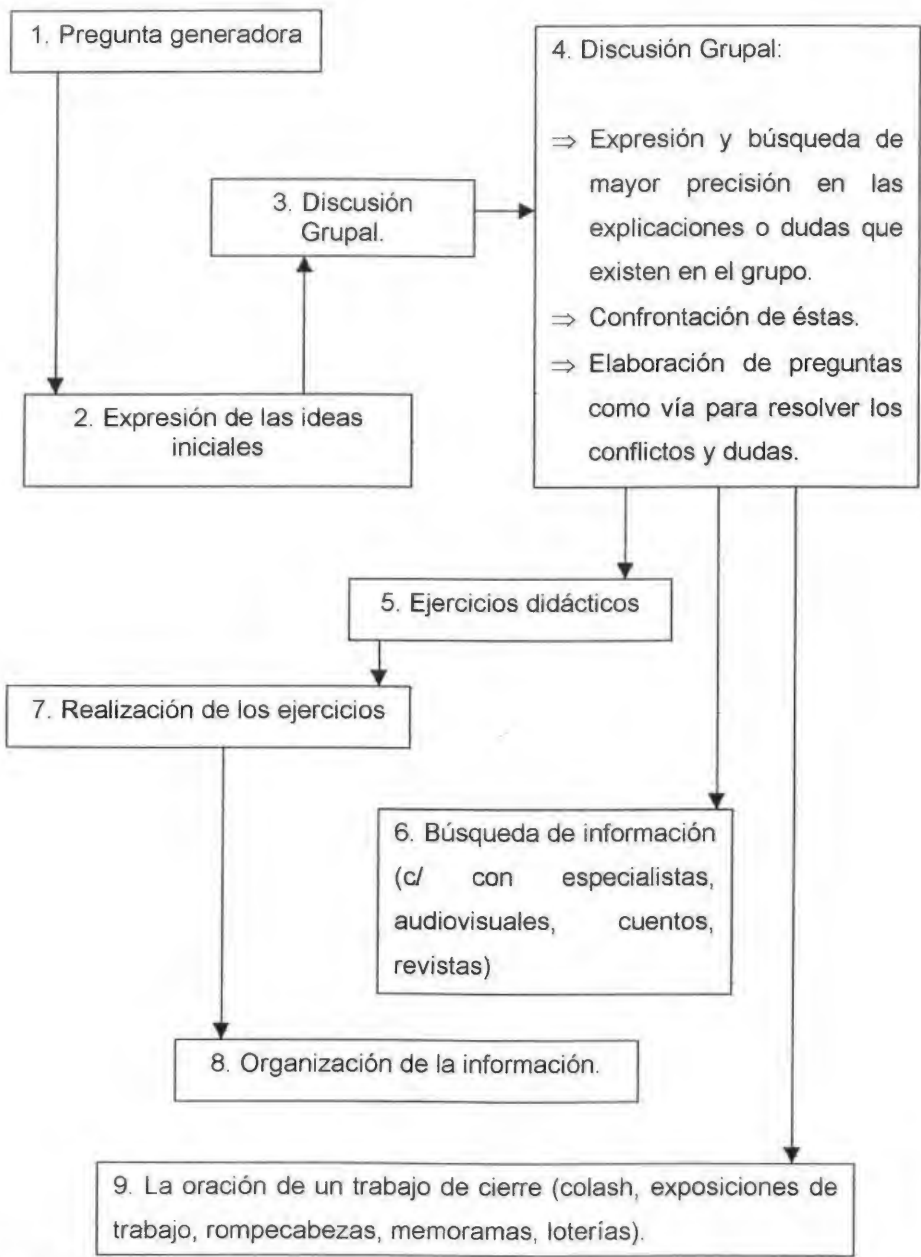 1. Pregunta generadora
2. Expresión de las ideas
iniciales
3. Discusión
Grupal.
4. Discusión Grupal:
⇒ Expresión y búsqueda de
mayor precisión en las
explicaciones o dudas que
existen en el grupo.
⇒ Confrontación de éstas.
⇒ Elaboración de preguntas
como vía para resolver los
conflictos y dudas.
5. Ejercicios didácticos
7. Realización de los ejercicios
6. Búsqueda de información
(c/ con especialistas,
audiovisuales, cuentos,
revistas)
8. Organización de la información.
9. La oración de un trabajo de cierre (colash, exposiciones de
trabajo, rompecabezas, memoramas, loterías).